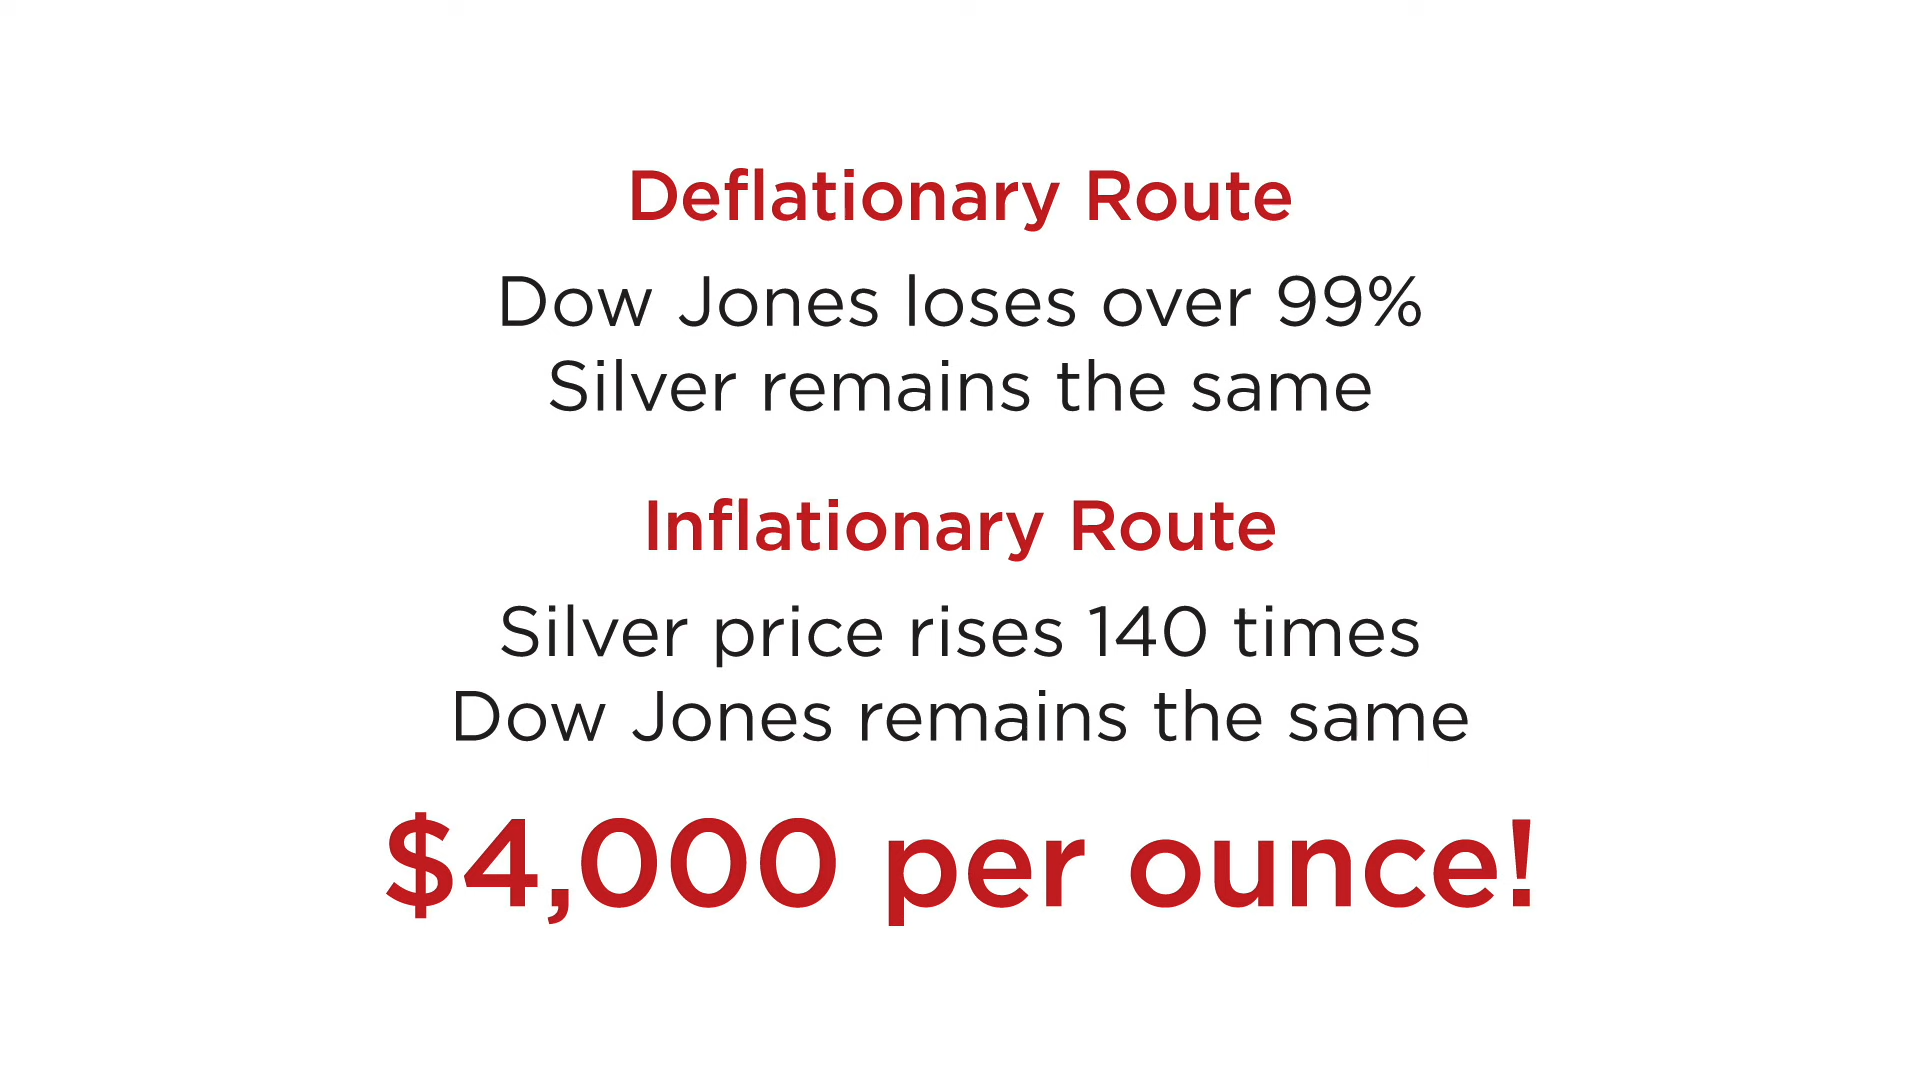 Deflationary Route
Dow Jones loses over 99%
Silver remains the same
Inflationary Route
Silver price rises 140 times
Dow Jones remains the same
$4,000 per ounce!